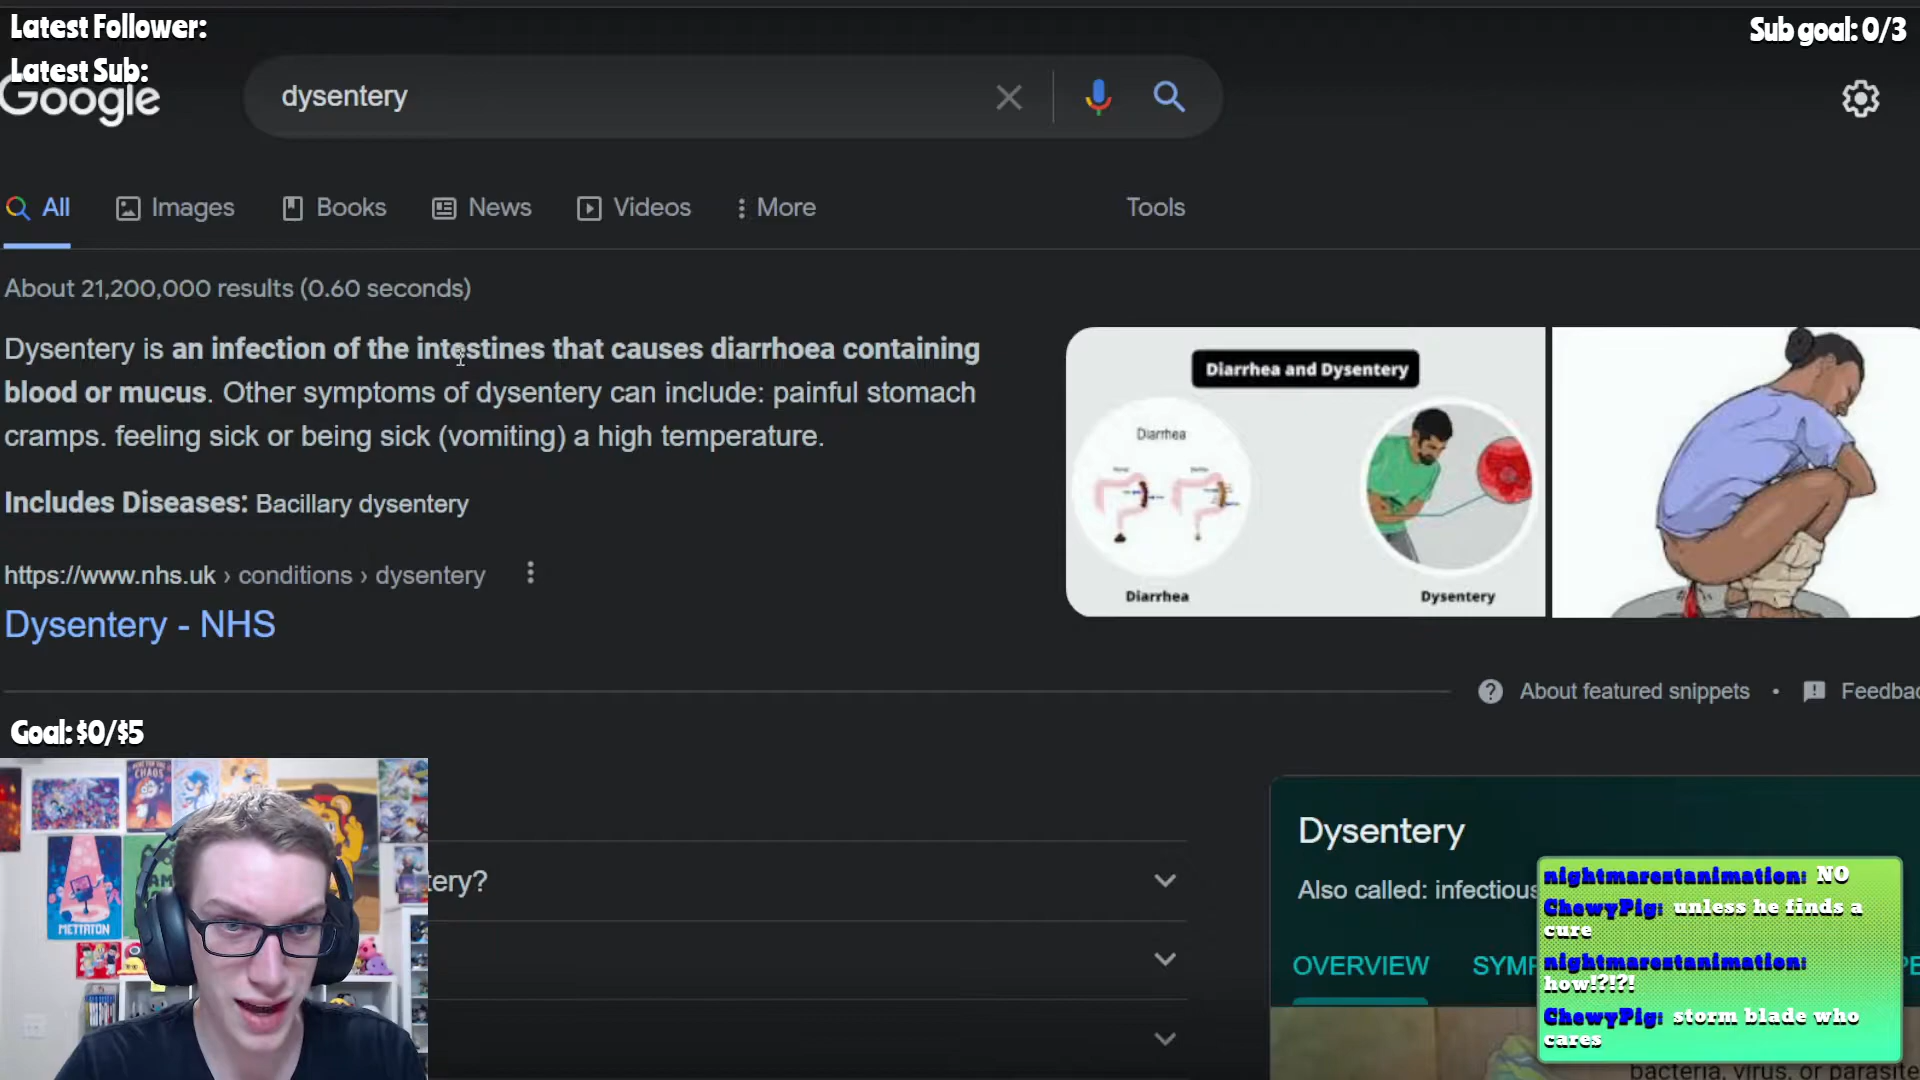 Latest Follower:
Sub goal: 0/3
Latest Sub:
Google
dysentery
All
Images
Books
News
Videos
More
Tools
About 21,200,000 results (0.60 seconds)
Dysentery is an infection of the intestines that causes diarrhoea containing
blood or mucus. Other symptoms of dysentery can include: painful stomach
cramps. feeling sick or being sick (vomiting) a high temperature.
Includes Diseases: Bacillary dysentery
https://www.nhs.uk › conditions › dysentery
Dysentery - NHS
Diarrhea and Dysentery
Diarrhea
Diarrhea
Dysentery
About featured snippets
•
Feedbac
Goal: $0/$5
CHAOS
METTATON
tery?
Dysentery
Also called: infectious
OVERVIEW
SYMP
nightmarestanimation: NO
ChewyPig: unless he finds a
cure
nightmarestanimation:
how!?!?!
ChewyPig: storm blade who
cares
bacteria, virus, or parasite